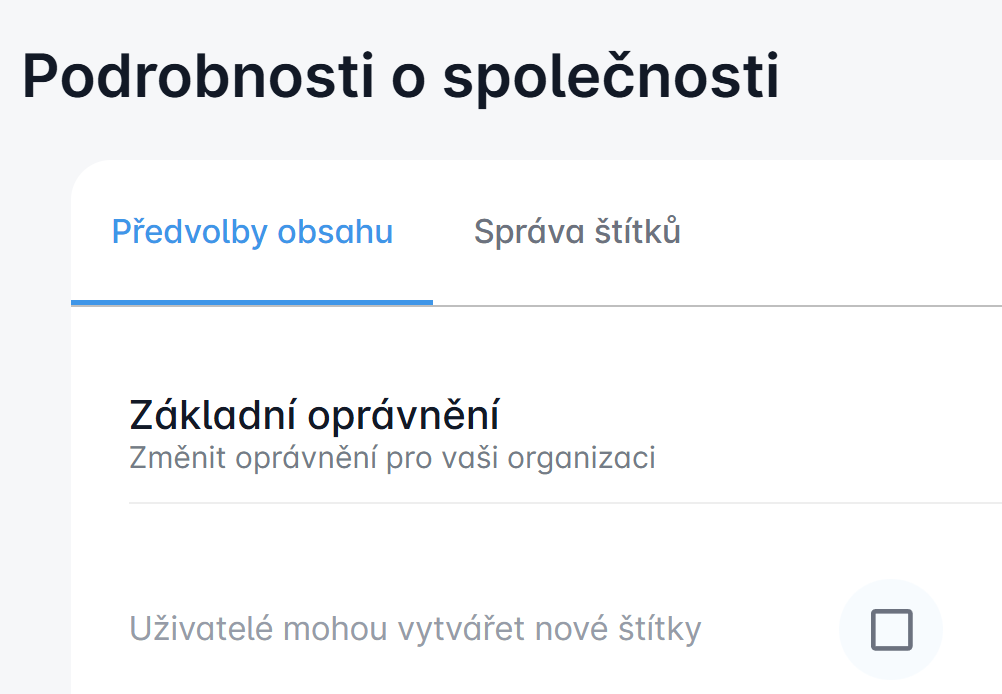 Podrobnosti o společnosti
Předvolby obsahu
Správa štítků
Základní oprávnění
Změnit oprávnění pro vaši organizaci
Uživatelé mohou vytvářet nové štítky